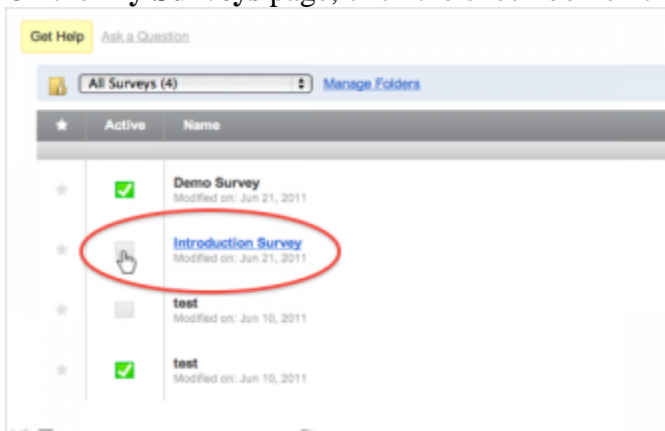 Get Help Ask a Question
All Surveys (4) Manage Folders
Active Name
Demo Survey
Modified on: Jun 21, 2011
Introduction Survey
Modified on: Jun 21, 2011
test
Modified on: Jun 10, 2011
test
Modified on: Jun 10, 2011